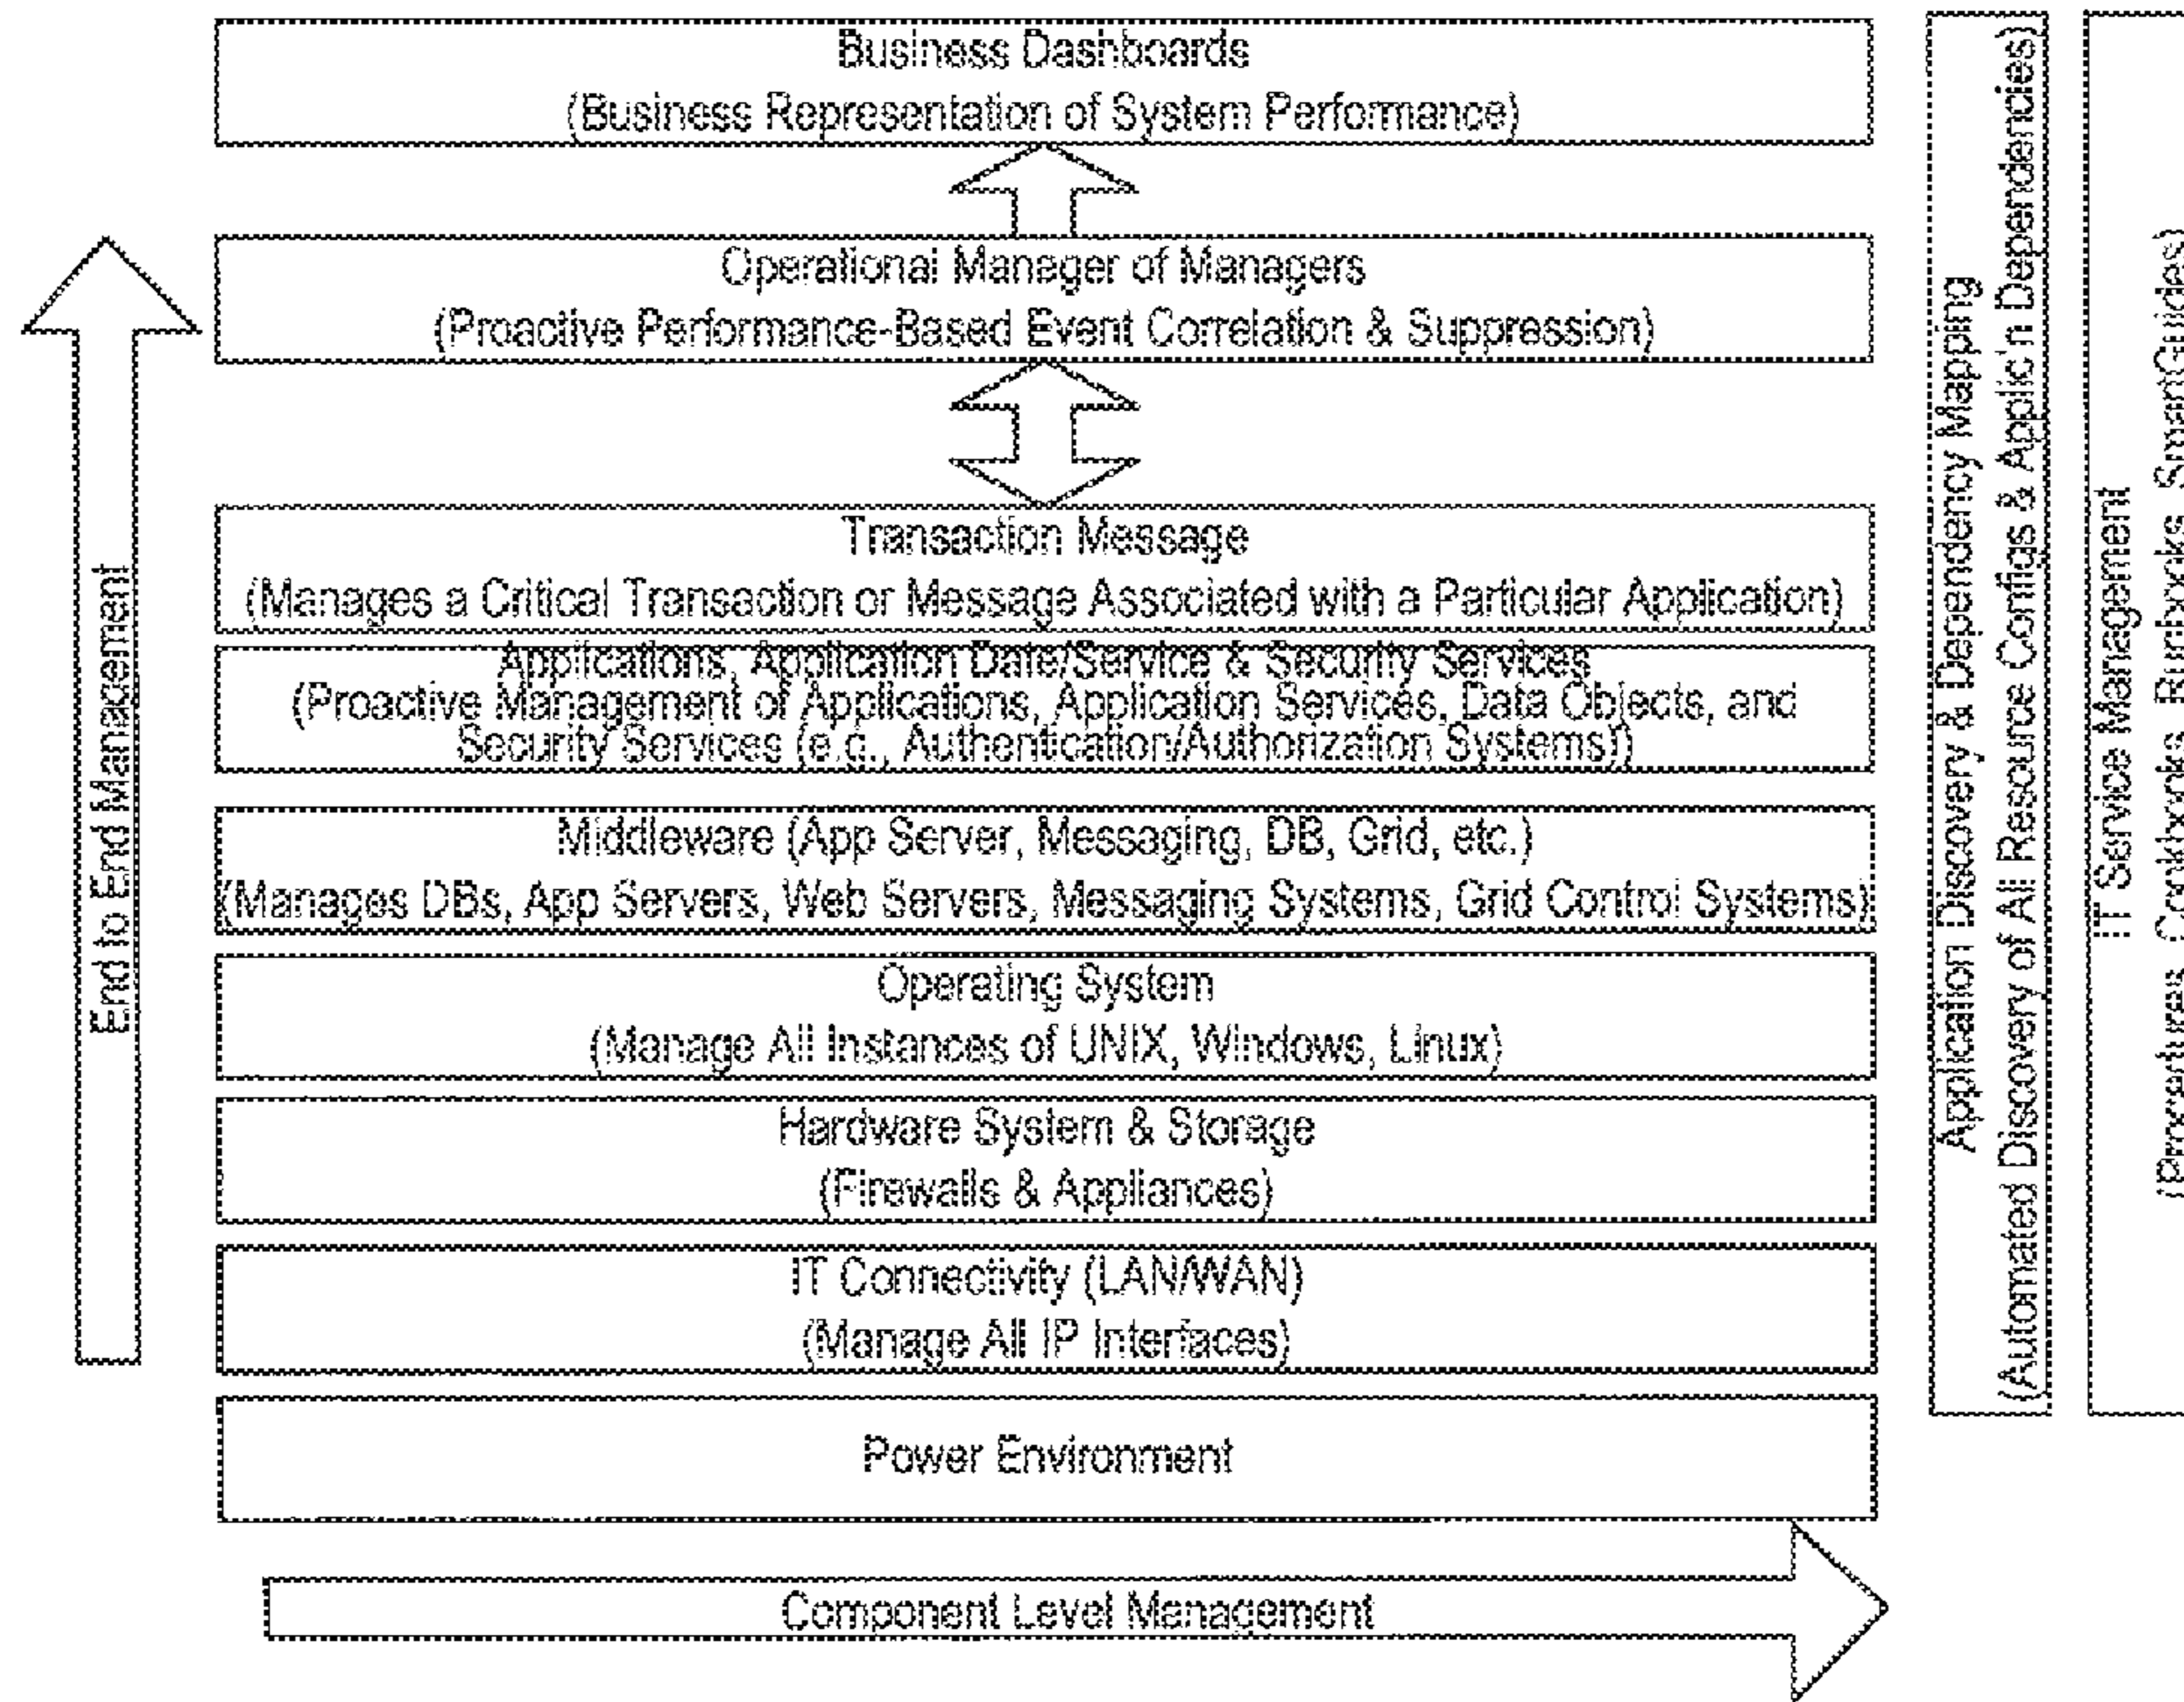 Business Dashboards
(Business Representation of System Performance)
Operational Manager of Managers
(Proactive Performance-Based Event Correlation & Suppression)
Transaction Message
(Manages a Critical Transaction or Message Associated with a Particular Application)
Applications, Application Date/Service & Security Services
(Proactive Management of Applications, Application Services, Data Objects, and
Security Services (e.g., Authentication/Authorization Systems))
Middleware (App Server, Messaging, DB, Grid, etc.)
(Manages DBs, App Servers, Web Servers, Messaging Systems, Grid Control Systems)
Operating System
(Manage All Instances of UNIX, Windows, Linux)
Hardware System & Storage
(Firewalls & Appliances)
IT Connectivity (LAN/WAN)
(Manage All IP Interfaces)
Power Environment
Component Level Management
End to End Management
Application Discovery & Dependency Mapping
(Automated Discovery of All Resource Configs & Applic'n Dependencies)
IT Service Management
(Procedures, Cookbooks, Runbooks, SmartGuides)